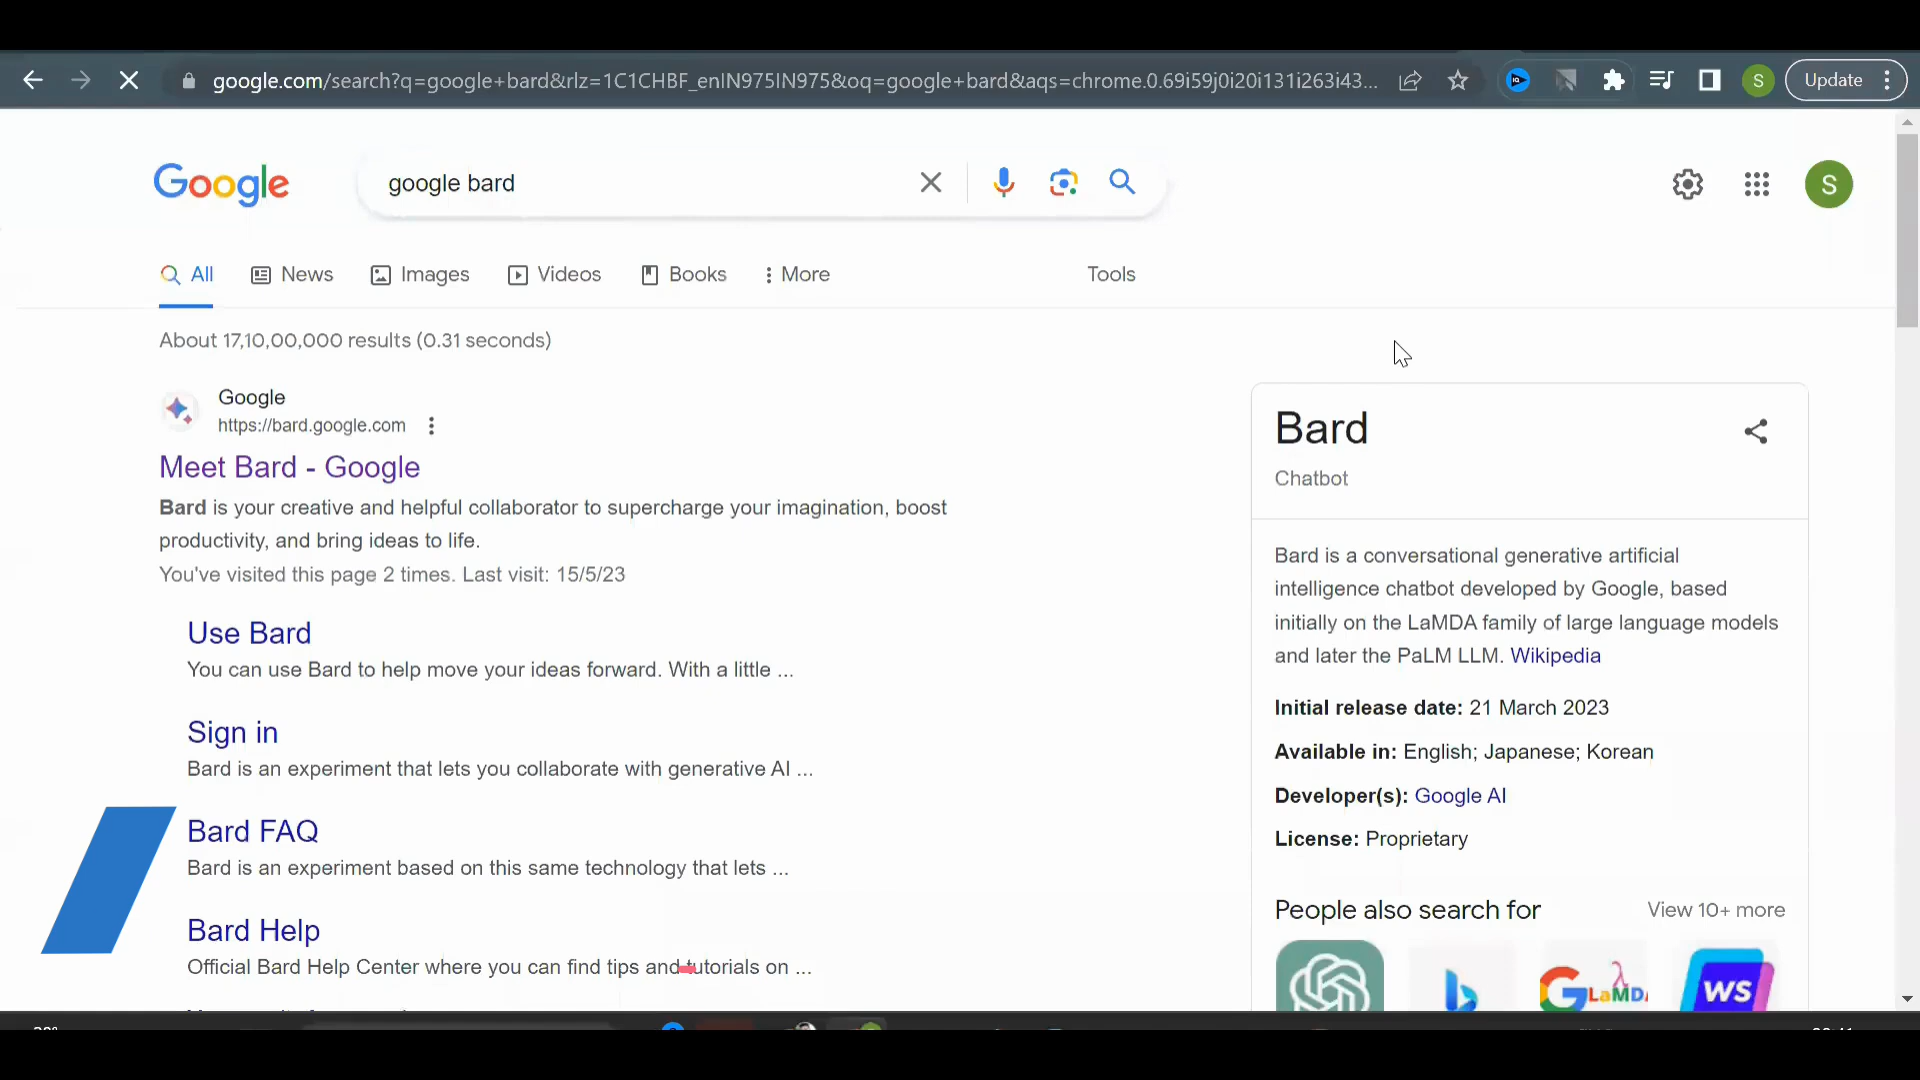 google.com/search?q=google+bard&rlz=1C1CHBF_enIN975IN975&oq=google+bard&aqs=chrome.0.69i59j0i20i131i263i43...
S
Update
Google
google bard
S
All
News
Images
Videos
Books
More
Tools
About 17,10,00,000 results (0.31 seconds)
Google
https://bard.google.com
Meet Bard - Google
Bard is your creative and helpful collaborator to supercharge your imagination, boost
productivity, and bring ideas to life.
You've visited this page 2 times. Last visit: 15/5/23
Use Bard
You can use Bard to help move your ideas forward. With a little ...
Sign in
Bard is an experiment that lets you collaborate with generative AI ...
Bard FAQ
Bard is an experiment based on this same technology that lets ...
Bard Help
Official Bard Help Center where you can find tips and tutorials on ...
Bard
Chatbot
Bard is a conversational generative artificial
intelligence chatbot developed by Google, based
initially on the LaMDA family of large language models
and later the PaLM LLM. Wikipedia
Initial release date: 21 March 2023
Available in: English; Japanese; Korean
Developer(s): Google AI
License: Proprietary
People also search for
View 10+ more
b
GLaMDA
WS